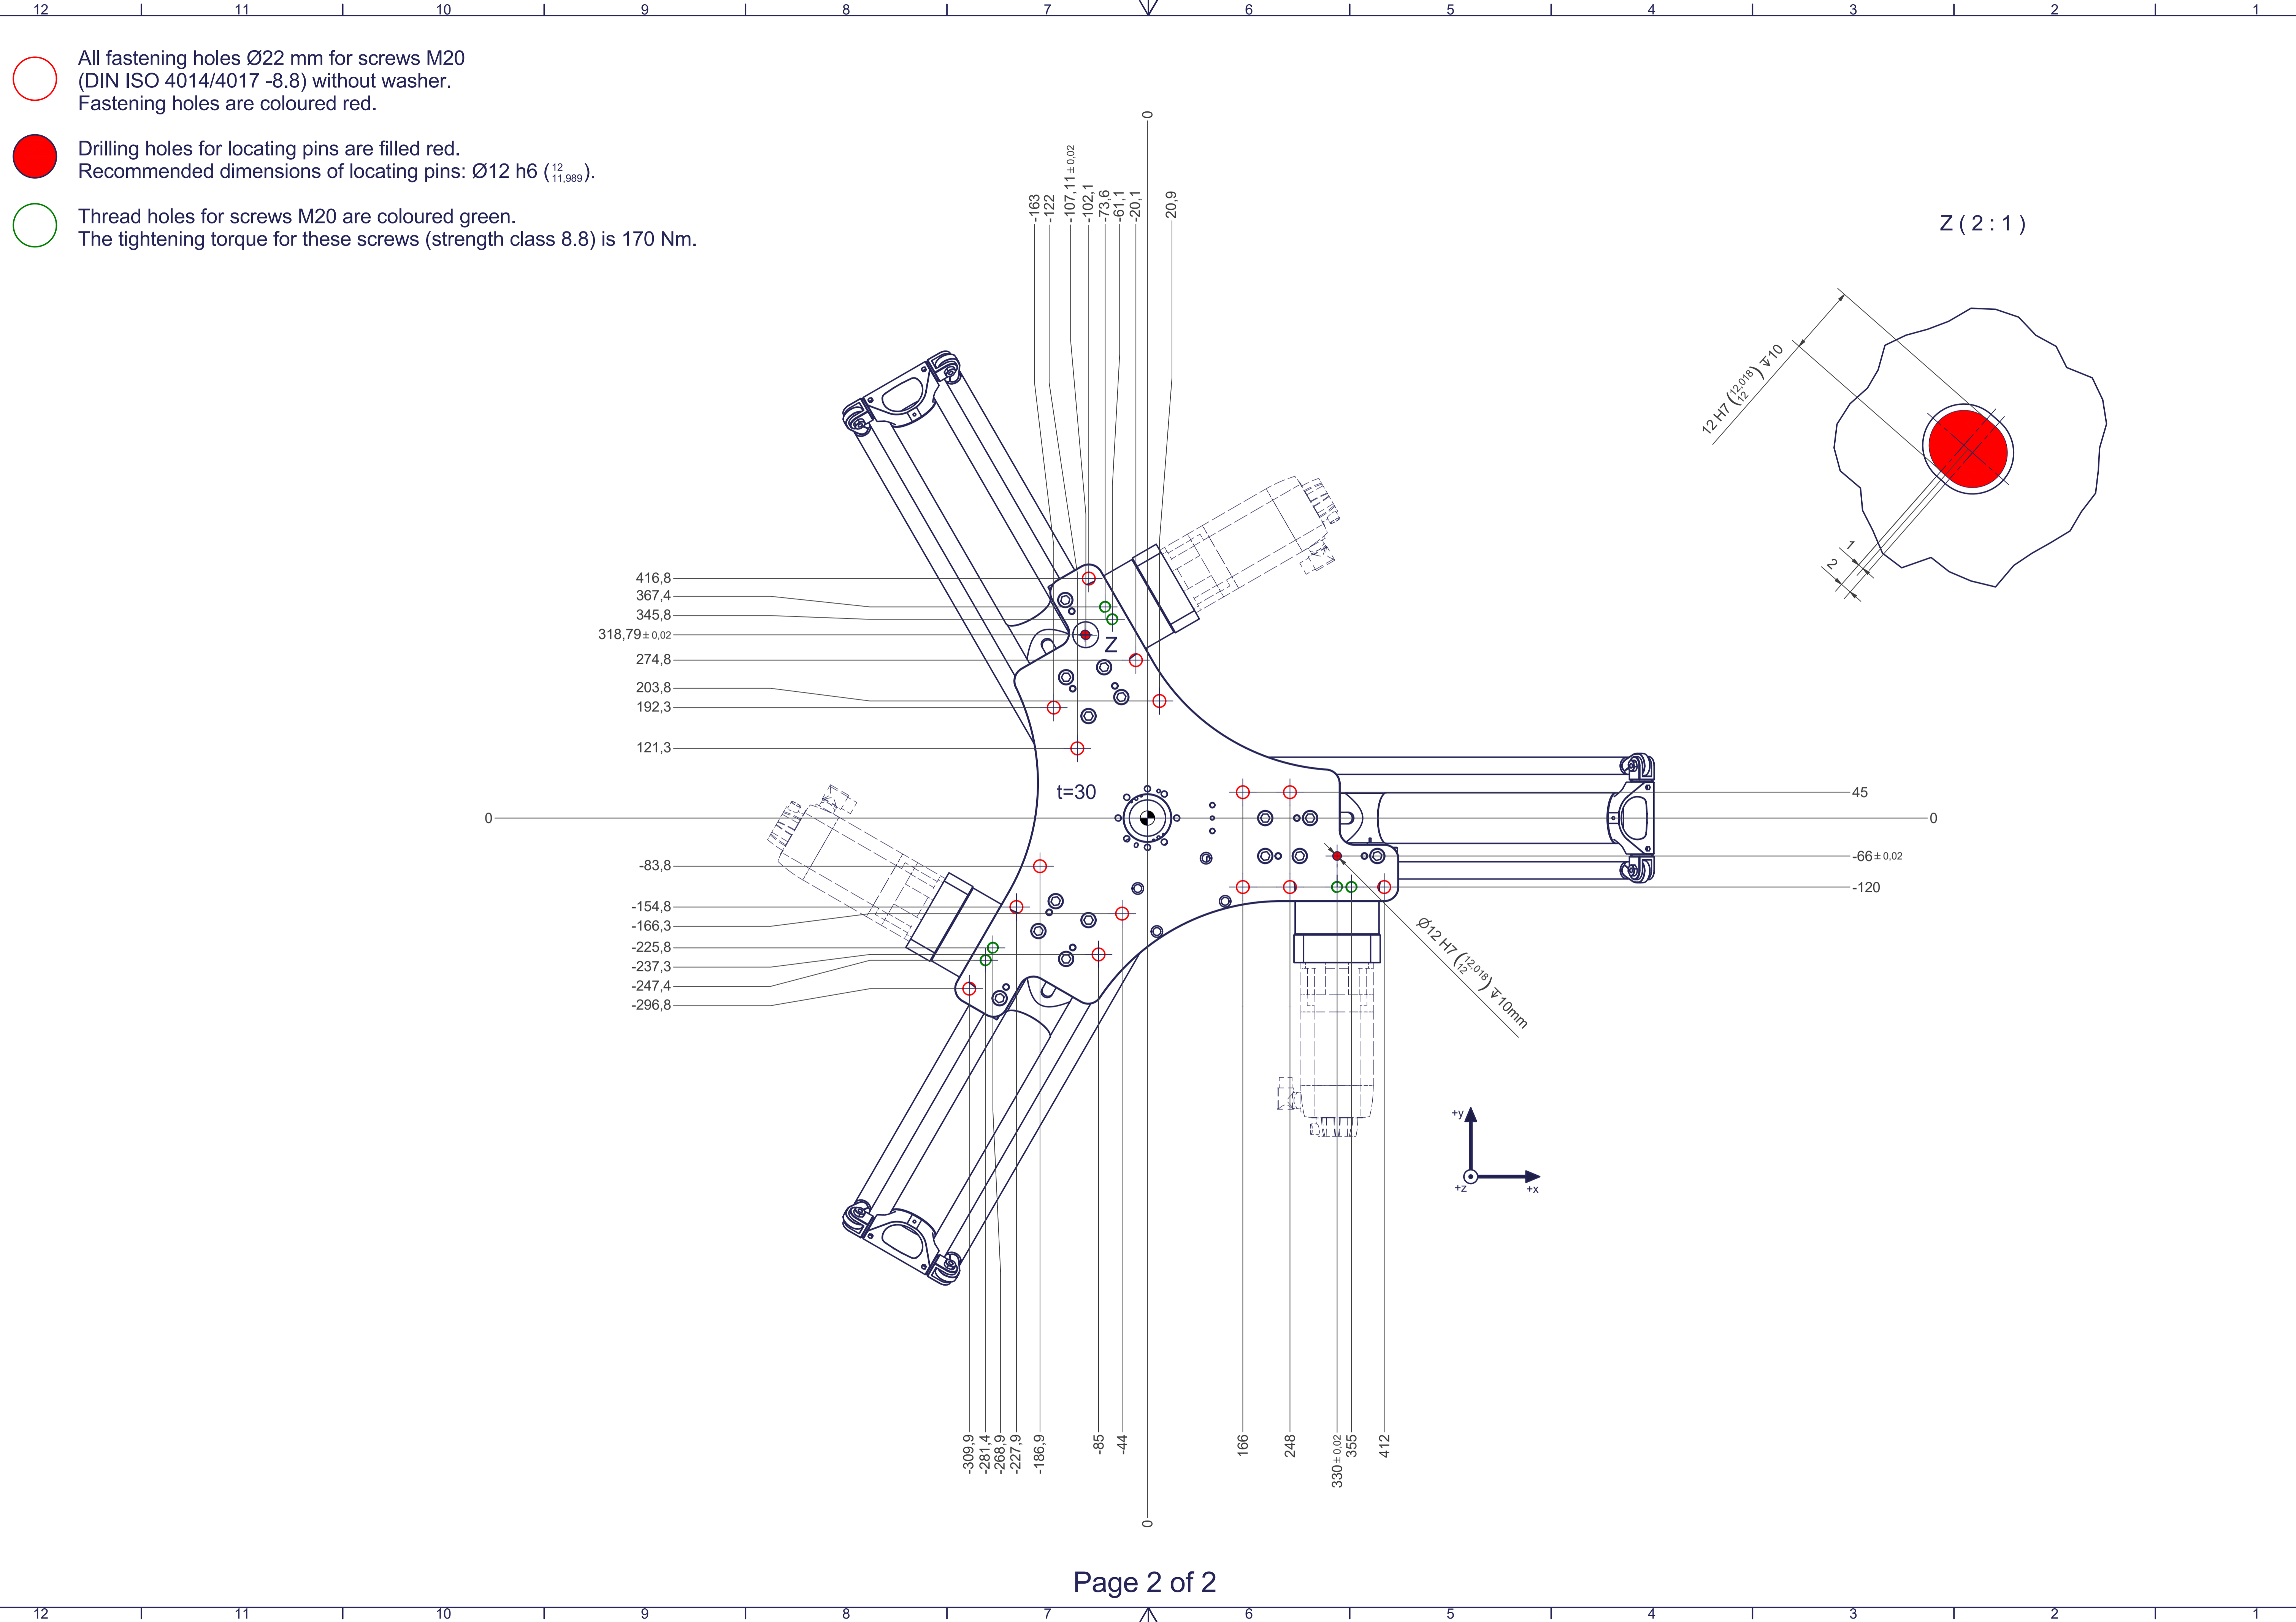 12 11 10 9 8 7 6 5 4 3 2 1
All fastening holes Ø22 mm for screws M20
(DIN ISO 4014/4017 -8.8) without washer.
Fastening holes are coloured red.
Drilling holes for locating pins are filled red.
Recommended dimensions of locating pins: Ø12 h6 ( 12 11,989 ).
Thread holes for screws M20 are coloured green.
The tightening torque for these screws (strength class 8.8) is 170 Nm.
0
-163
-122
-107,11±0,02
-102,1
-73,6
-61,1
-20,1
20,9
Z ( 2 : 1 )
12 H7 ( 12,018 12 ) ↧10
1
2
416,8
367,4
345,8
318,79±0,02
274,8
203,8
192,3
121,3
Z
t=30
0
-83,8
-154,8
-166,3
-225,8
-237,3
-247,4
-296,8
45
0
-66±0,02
-120
Ø12 H7 ( 12,018 12 ) ↧10mm
+y
+z
+x
-309,9
-281,4
-268,9
-227,9
-186,9
-85
-44
166
248
330±0,02
355
412
0
Page 2 of 2
12 11 10 9 8 7 6 5 4 3 2 1